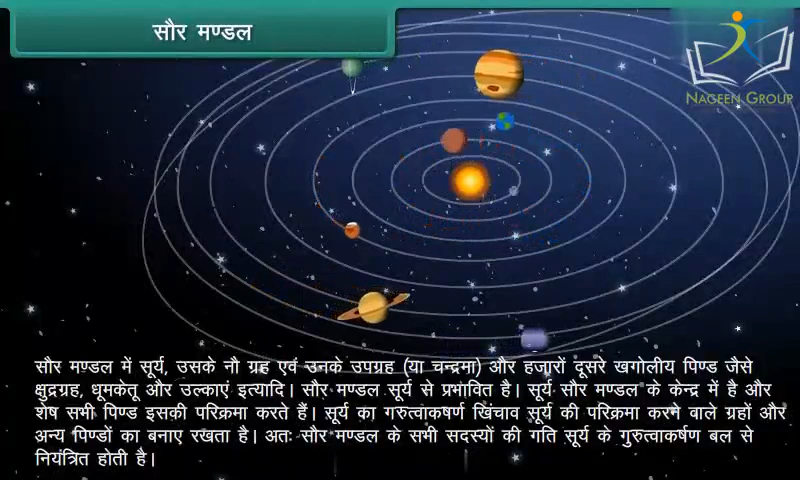 सौर मण्डल
NAGEEN GROUP
सौर मण्डल में सूर्य, उसके नौ ग्रह एवं उनके उपग्रह (या चन्द्रमा) और हजारों दूसरे खगोलीय पिण्ड जैसे
क्षुद्रग्रह, धूमकेतू और उल्काएं इत्यादि। सौर मण्डल सूर्य से प्रभावित है। सूर्य सौर मण्डल के केन्द्र में है और
शेष सभी पिण्ड इसकी परिक्रमा करते हैं। सूर्य का गरुत्वाकषर्ण खिंचाव सूर्य की परिक्रमा करने वाले ग्रहों और
अन्य पिण्डों का बनाए रखता है। अतः सौर मण्डल के सभी सदस्यों की गति सूर्य के गुरुत्वाकर्षण बल से
नियंत्रित होती है।